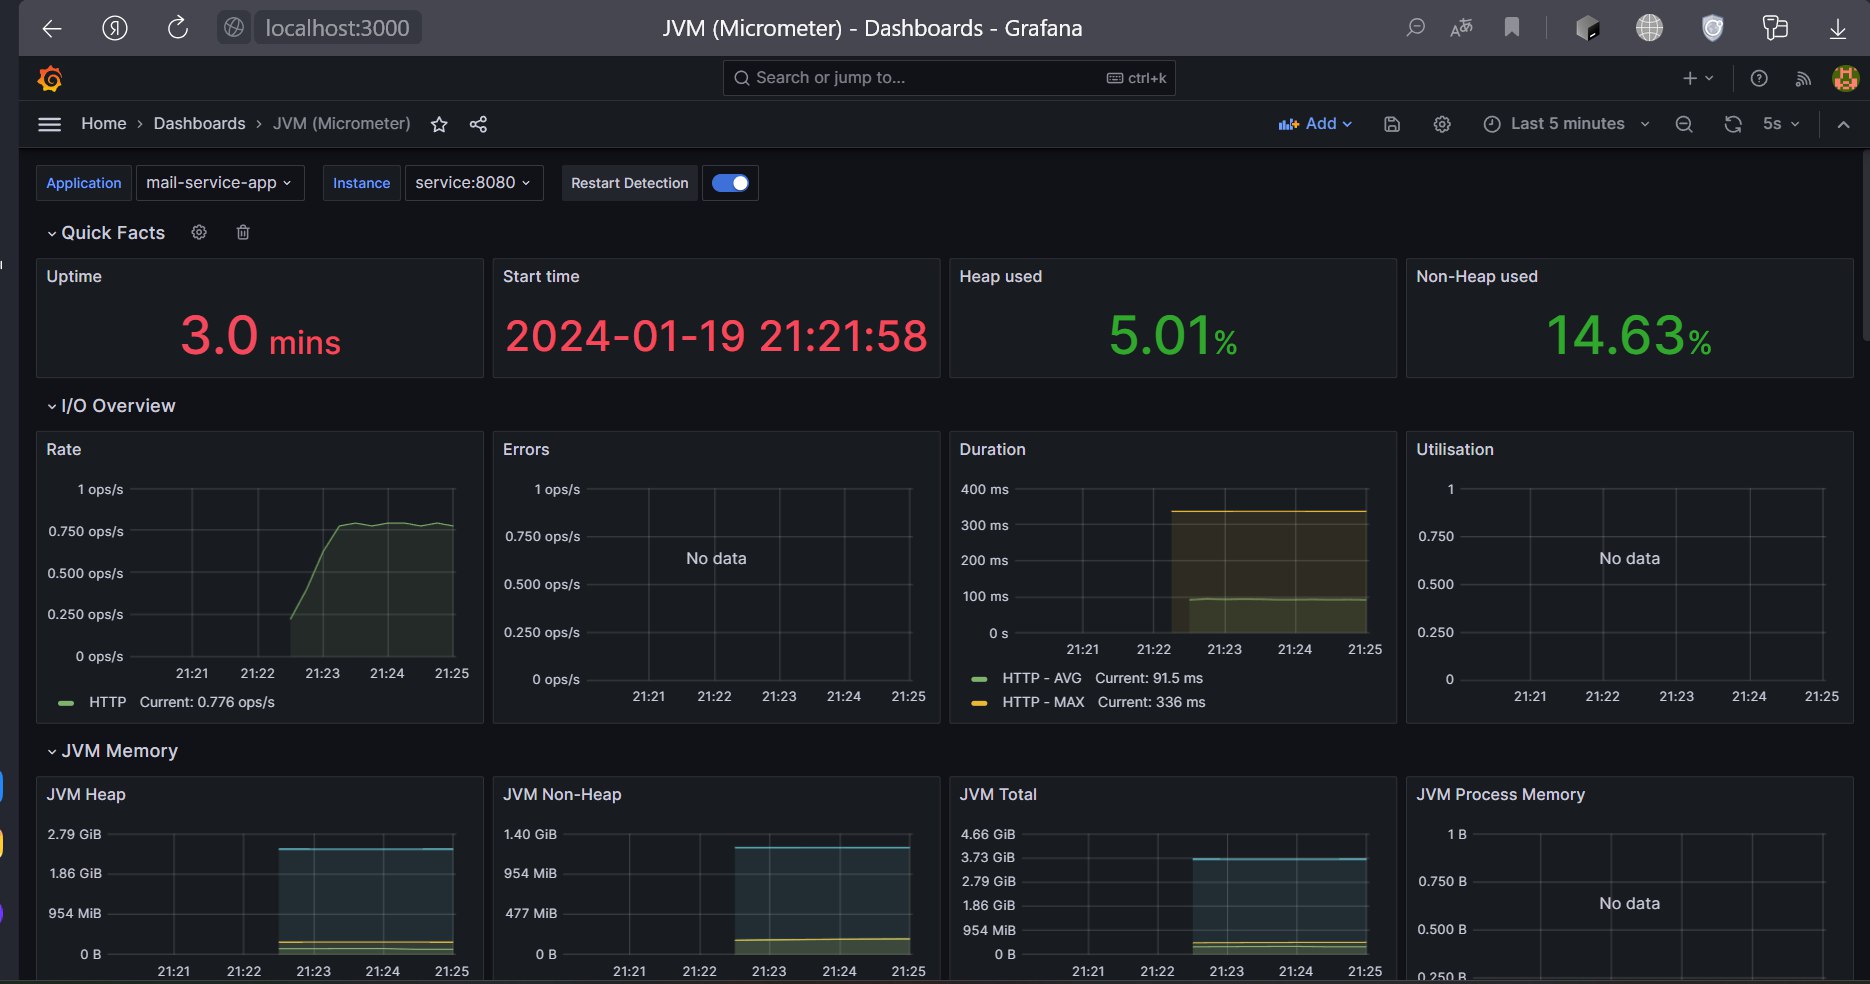 localhost:3000 JVM (Micrometer) - Dashboards - Grafana
Search or jump to... ctrl+k
Home › Dashboards › JVM (Micrometer) Add Last 5 minutes 5s
Application mail-service-app Instance service:8080 Restart Detection
Quick Facts
Uptime
3.0 mins
Start time
2024-01-19 21:21:58
Heap used
5.01%
Non-Heap used
14.63%
I/O Overview
Rate
1 ops/s
0.750 ops/s
0.500 ops/s
0.250 ops/s
0 ops/s
21:21 21:22 21:23 21:24 21:25
HTTP Current: 0.776 ops/s
Errors
1 ops/s
0.750 ops/s
No data
0.500 ops/s
0.250 ops/s
0 ops/s
21:21 21:22 21:23 21:24 21:25
Duration
400 ms
300 ms
200 ms
100 ms
0 s
21:21 21:22 21:23 21:24 21:25
HTTP - AVG Current: 91.5 ms
HTTP - MAX Current: 336 ms
Utilisation
1
0.750
No data
0.500
0.250
0
21:21 21:22 21:23 21:24 21:25
JVM Memory
JVM Heap
2.79 GiB
1.86 GiB
954 MiB
0 B
21:21 21:22 21:23 21:24 21:25
JVM Non-Heap
1.40 GiB
954 MiB
477 MiB
0 B
21:21 21:22 21:23 21:24 21:25
JVM Total
4.66 GiB
3.73 GiB
2.79 GiB
1.86 GiB
954 MiB
0 B
21:21 21:22 21:23 21:24 21:25
JVM Process Memory
1 B
0.750 B
No data
0.500 B
0.250 B